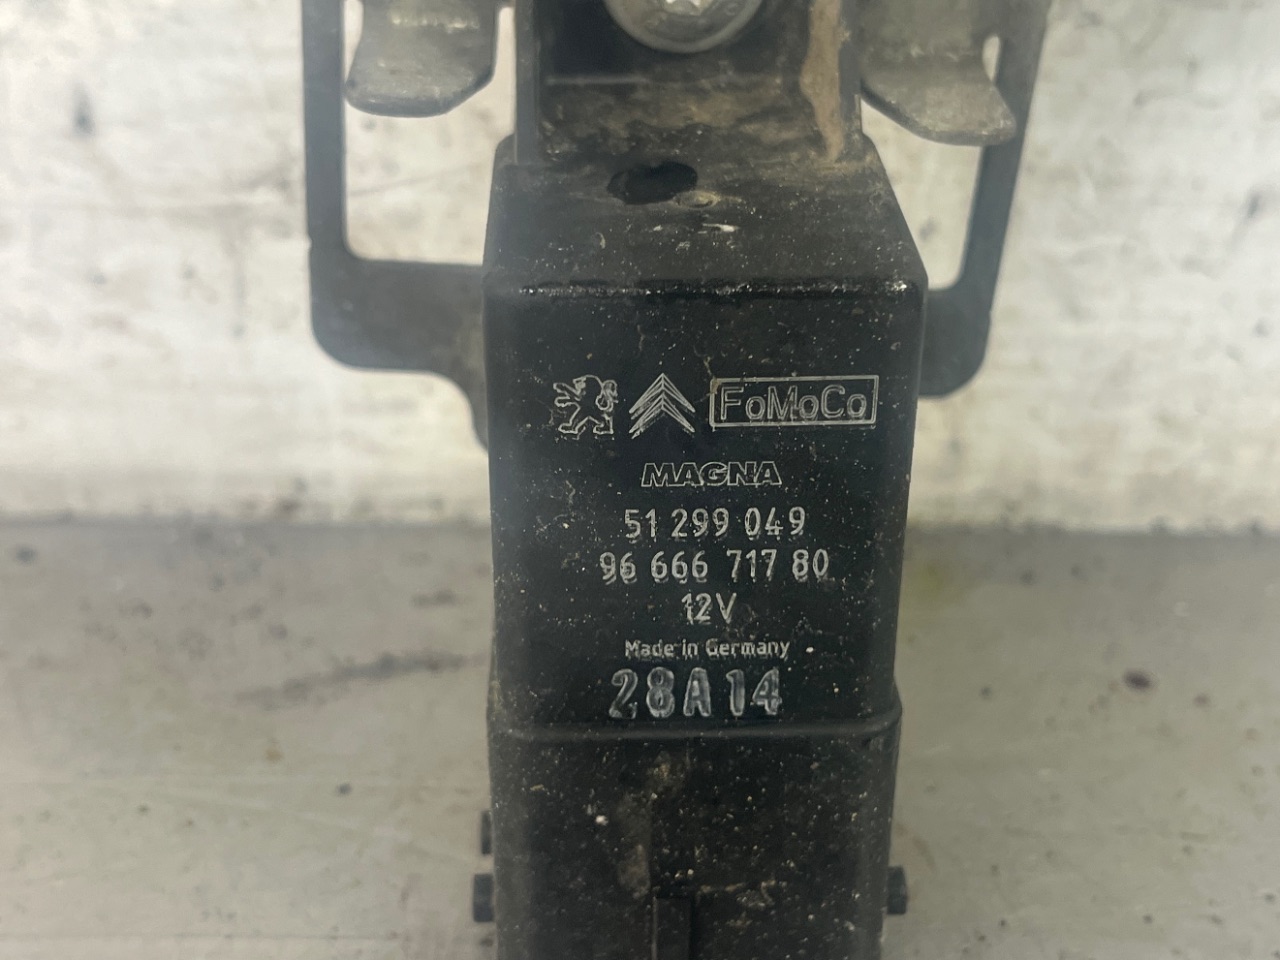 FoMoCo
MAGNA
51 299 049
96 666 717 80
12V
Made in Germany
28A14